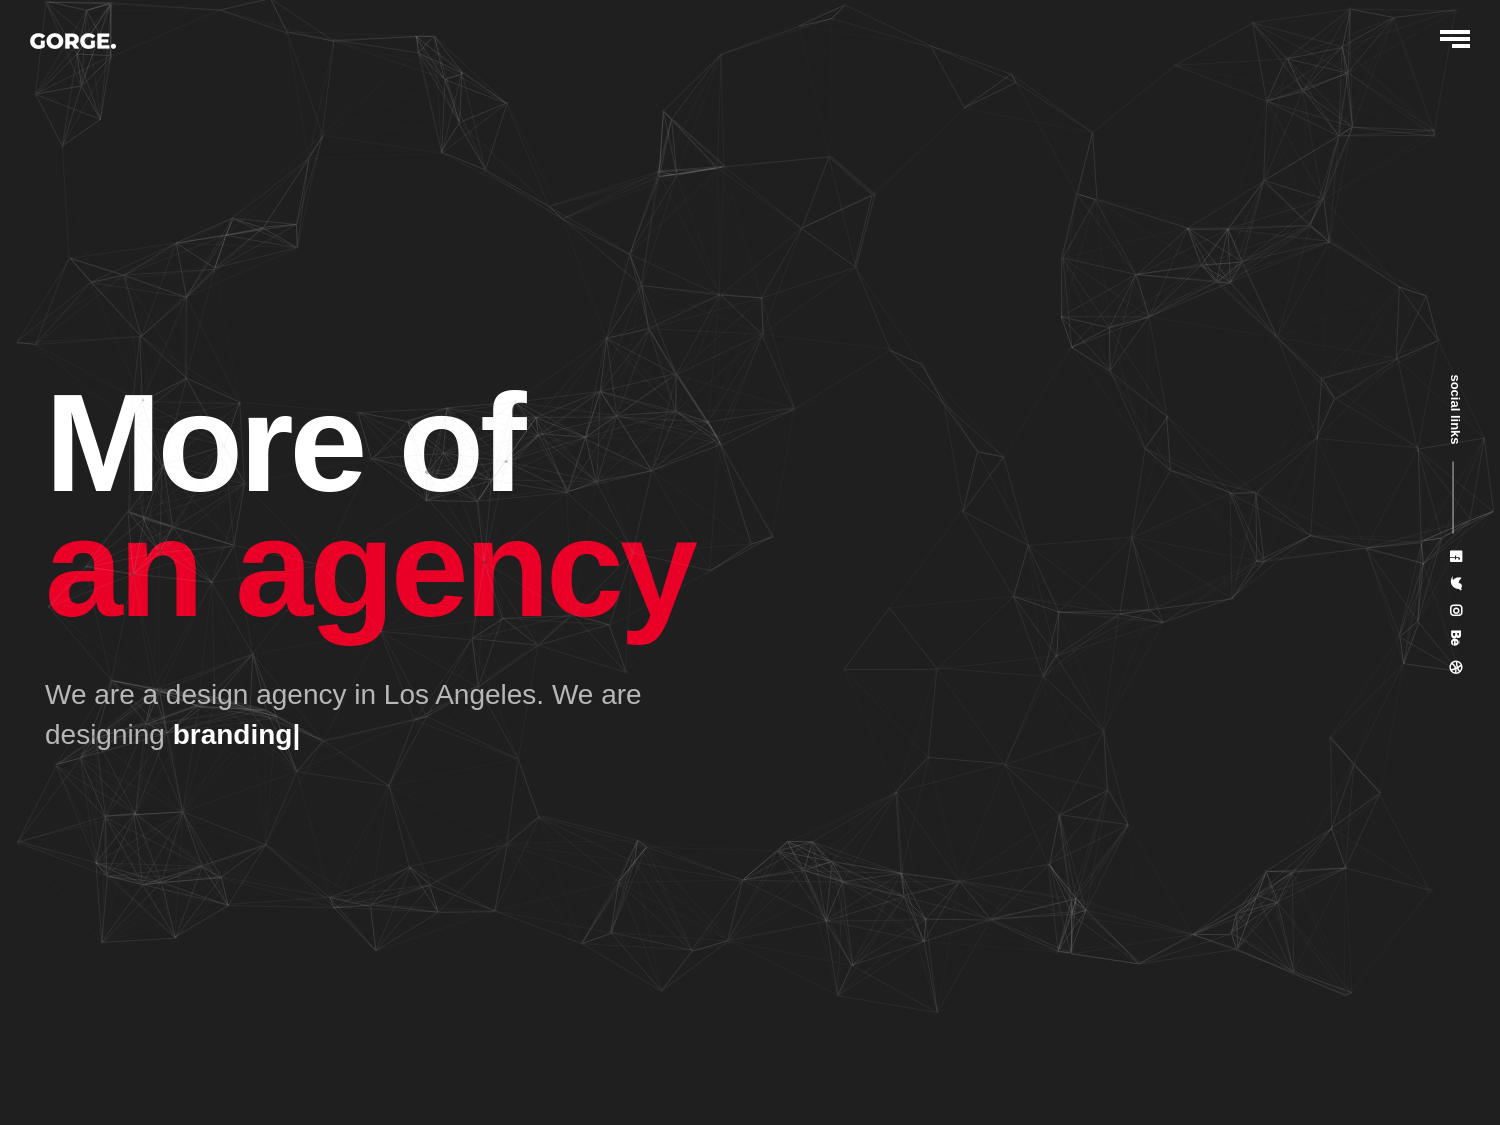 GORGE.
More of
an agency
We are a design agency in Los Angeles. We are
designing branding|
social links
Be